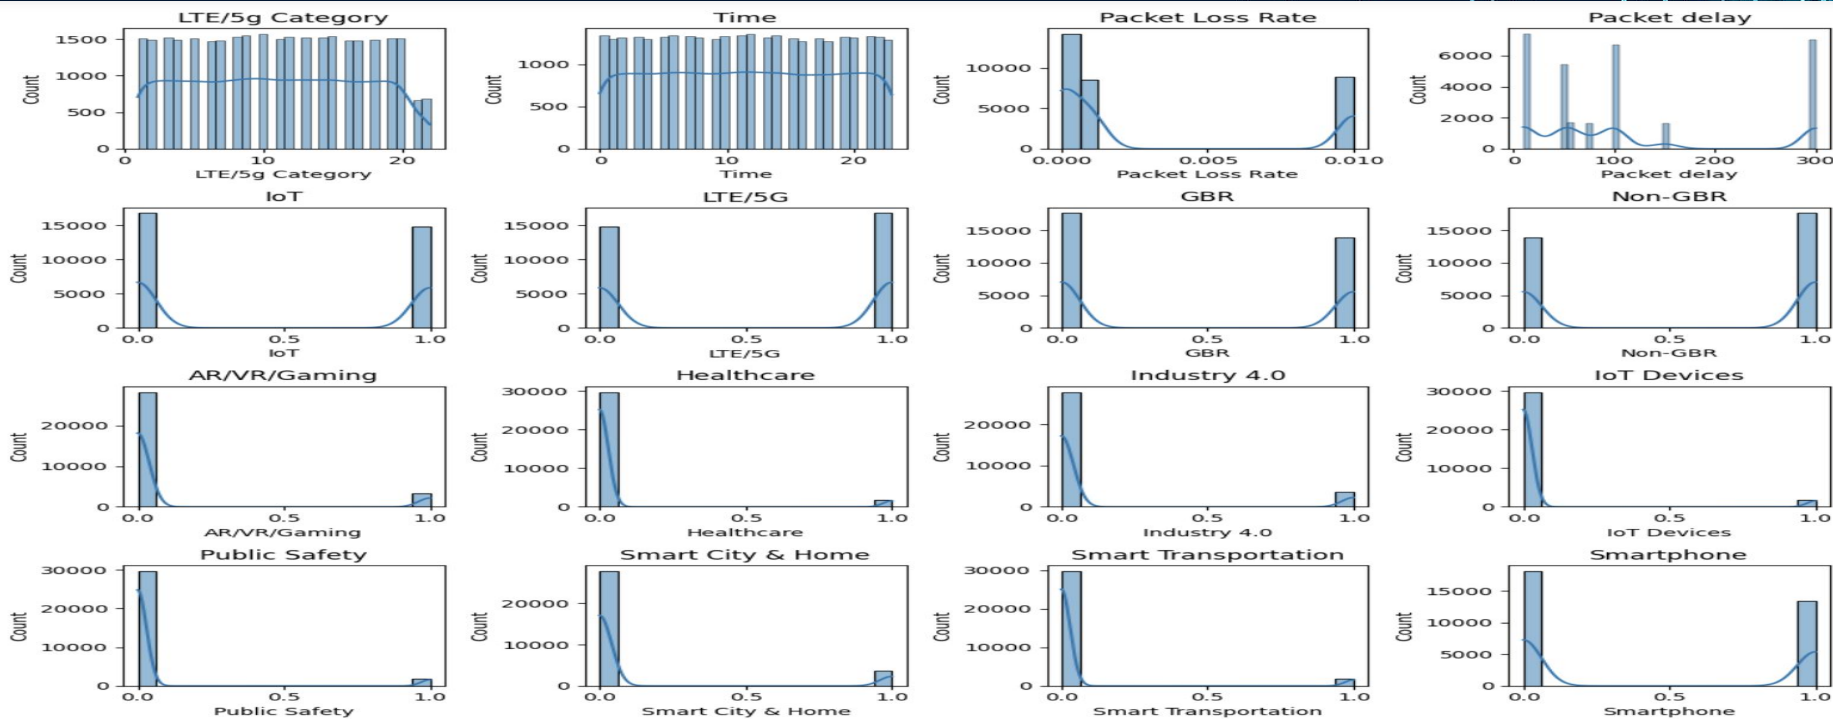 LTE/5g Category
Time
Packet Loss Rate
Packet delay
Count
1500
1000
500
0
0
10
20
LTE/5g Category
Count
1000
500
0
0
10
20
Time
Count
10000
5000
0
0.000
0.005
0.010
Packet Loss Rate
Count
6000
4000
2000
0
0
100
200
300
Packet delay
IoT
LTE/5G
GBR
Non-GBR
Count
15000
10000
5000
0
0.0
0.5
1.0
IoT
Count
15000
10000
5000
0
0.0
0.5
1.0
LTE/5G
Count
15000
10000
5000
0
0.0
0.5
1.0
GBR
Count
15000
10000
5000
0
0.0
0.5
1.0
Non-GBR
AR/VR/Gaming
Healthcare
Industry 4.0
IoT Devices
Count
20000
10000
0
0.0
0.5
1.0
AR/VR/Gaming
Count
30000
20000
10000
0
0.0
0.5
1.0
Healthcare
Count
20000
10000
0
0.0
0.5
1.0
Industry 4.0
Count
30000
20000
10000
0
0.0
0.5
1.0
IoT Devices
Public Safety
Smart City & Home
Smart Transportation
Smartphone
Count
30000
20000
10000
0
0.0
0.5
1.0
Public Safety
Count
20000
10000
0
0.0
0.5
1.0
Smart City & Home
Count
30000
20000
10000
0
0.0
0.5
1.0
Smart Transportation
Count
15000
10000
5000
0
0.0
0.5
1.0
Smartphone